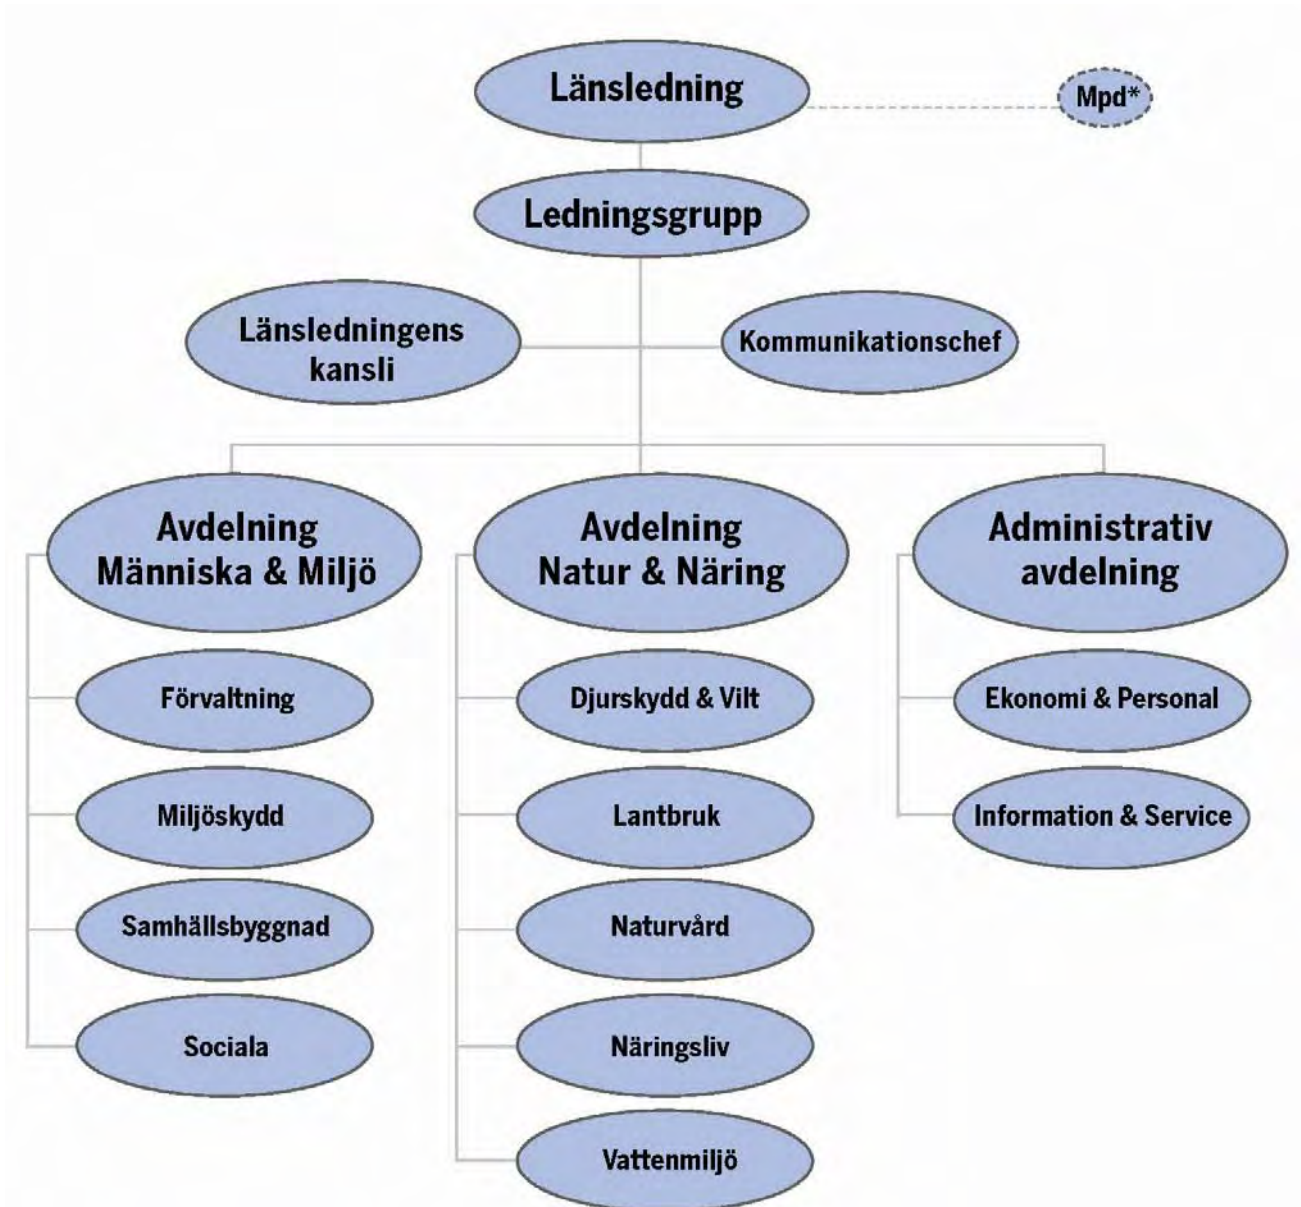 Länsledning
Mpd*
Ledningsgrupp
Länsledningens
kansli
Kommunikationschef
Avdelning
Människa & Miljö
Förvaltning
Miljöskydd
Samhällsbyggnad
Sociala
Avdelning
Natur & Näring
Djurskydd & Vilt
Lantbruk
Naturvård
Näringsliv
Vattenmiljö
Administrativ
avdelning
Ekonomi & Personal
Information & Service